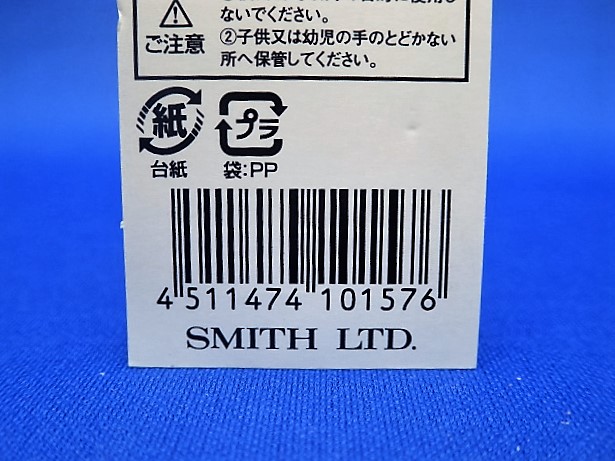 ないでください。
ご注意
②子供又は幼児の手のとどかない
所へ保管してください。
紙
プラ
台紙
袋:PP
4 511474 101576
SMITH LTD.